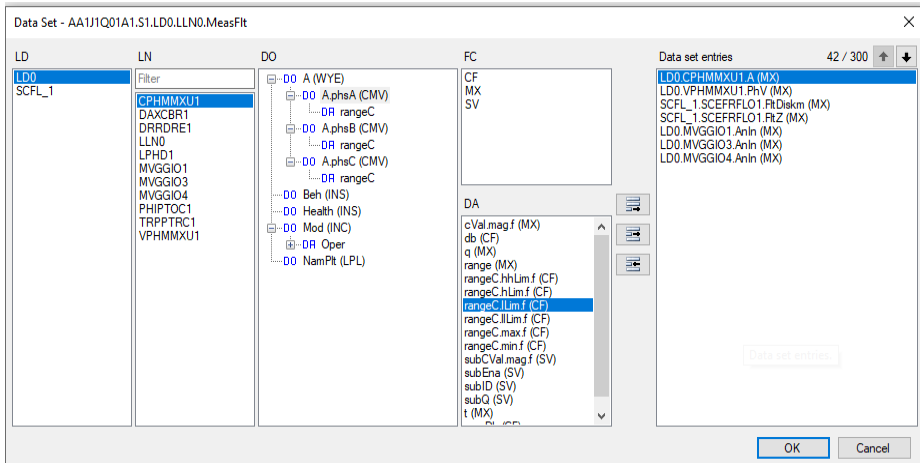 Data Set - AA1J1Q01A1.S1.LD0.LLN0.MeasFlt
LD
LD0
SCFL_1
LN
Filter
CPHMMXU1
DAXCBR1
DRRDRE1
LLN0
LPHD1
MVGGIO1
MVGGIO3
MVGGIO4
PHIPTOC1
TRPPTRC1
VPHMMXU1
DO
DO A (WYE)
DO A.phsA (CMV)
DA rangeC
DO A.phsB (CMV)
DA rangeC
DO A.phsC (CMV)
DA rangeC
DO Beh (INS)
DO Health (INS)
DO Mod (INC)
DA Oper
DO NamPlt (LPL)
FC
CF
MX
SV
DA
cVal.mag.f (MX)
db (CF)
q (MX)
range (MX)
rangeC.hhLim.f (CF)
rangeC.hLim.f (CF)
rangeC.lLim.f (CF)
rangeC.llLim.f (CF)
rangeC.max.f (CF)
rangeC.min.f (CF)
subCVal.mag.f (SV)
subEna (SV)
subID (SV)
subQ (SV)
t (MX)
Data set entries 42 / 300
LD0.CPHMMXU1.A (MX)
LD0.VPHMMXU1.PhV (MX)
SCFL_1.SCEFRFLO1.FltDiskm (MX)
SCFL_1.SCEFRFLO1.FltZ (MX)
LD0.MVGGIO1.AnIn (MX)
LD0.MVGGIO3.AnIn (MX)
LD0.MVGGIO4.AnIn (MX)
Data set entries.
OK
Cancel